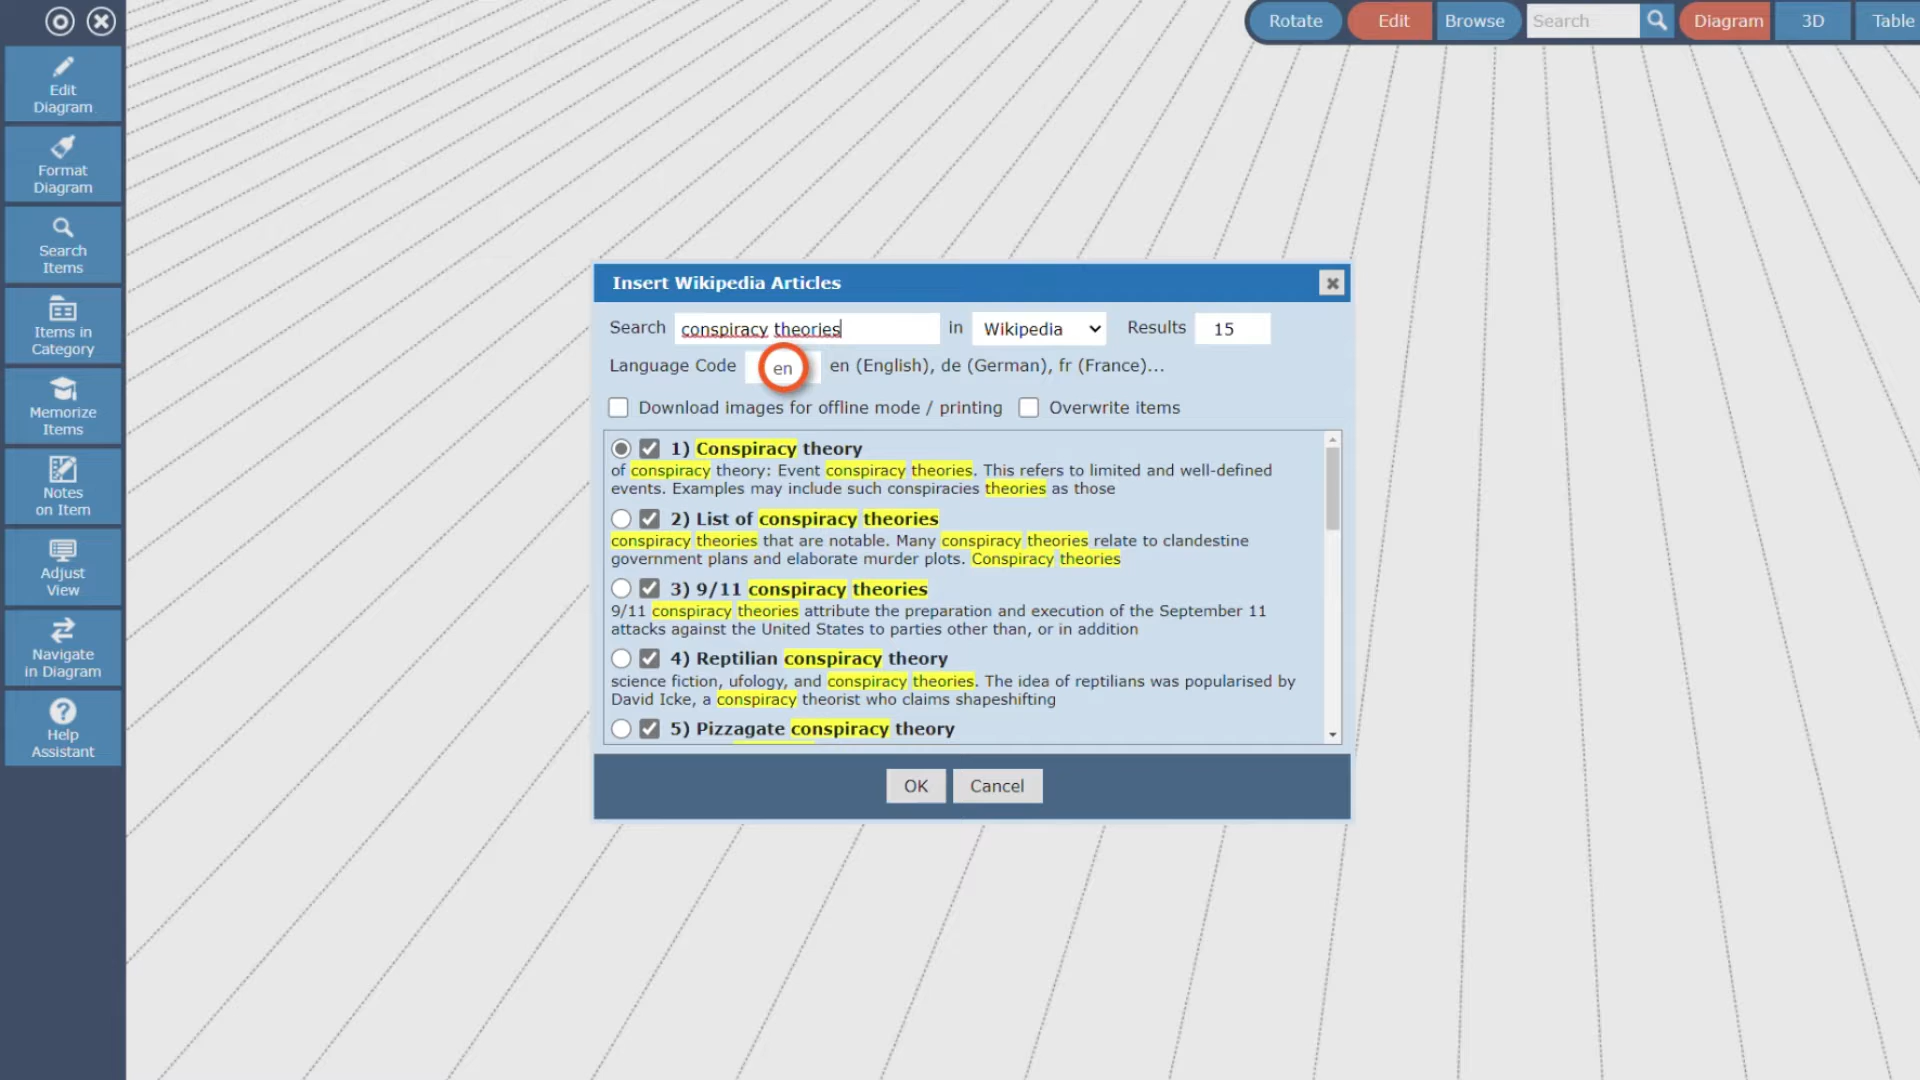 Rotate
Edit
Browse
Search
Diagram
3D
Table
Edit
Diagram
Format
Diagram
Search
Items
Items in
Category
Memorize
Items
Notes
on Item
Adjust
View
Navigate
in Diagram
Help
Assistant
Insert Wikipedia Articles
Search conspiracy theories in Wikipedia Results 15
Language Code en en (English), de (German), fr (France)...
Download images for offline mode / printing Overwrite items
1) Conspiracy theory
of conspiracy theory: Event conspiracy theories. This refers to limited and well-defined
events. Examples may include such conspiracies theories as those
2) List of conspiracy theories
conspiracy theories that are notable. Many conspiracy theories relate to clandestine
government plans and elaborate murder plots. Conspiracy theories
3) 9/11 conspiracy theories
9/11 conspiracy theories attribute the preparation and execution of the September 11
attacks against the United States to parties other than, or in addition
4) Reptilian conspiracy theory
science fiction, ufology, and conspiracy theories. The idea of reptilians was popularised by
David Icke, a conspiracy theorist who claims shapeshifting
5) Pizzagate conspiracy theory
OK
Cancel